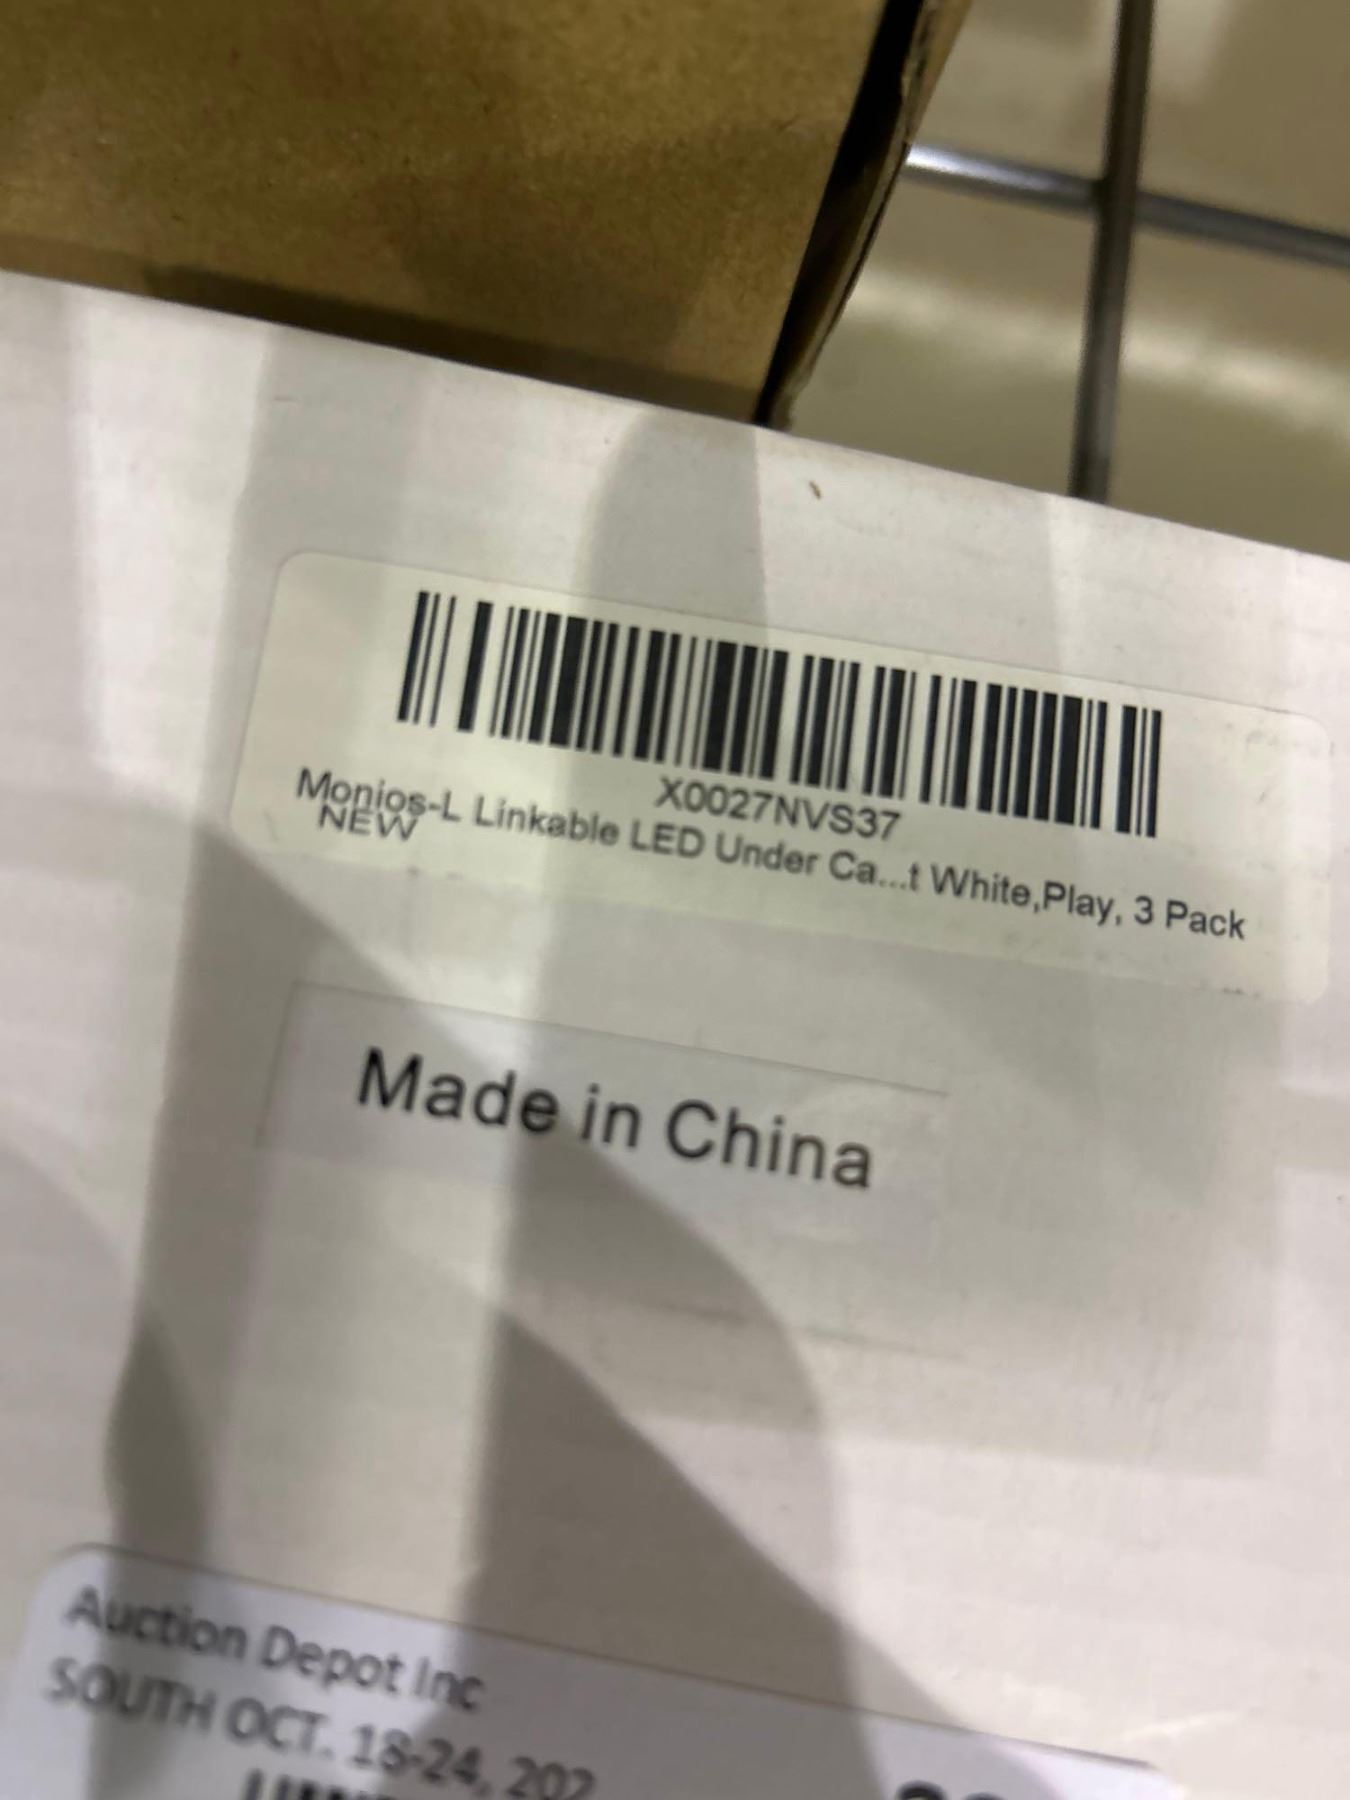 X0027NVS37
Monios-L Linkable LED Under Ca...t White,Play, 3 Pack
NEW
Made in China
Auction Depot Inc
SOUTH OCT. 18-24, 202